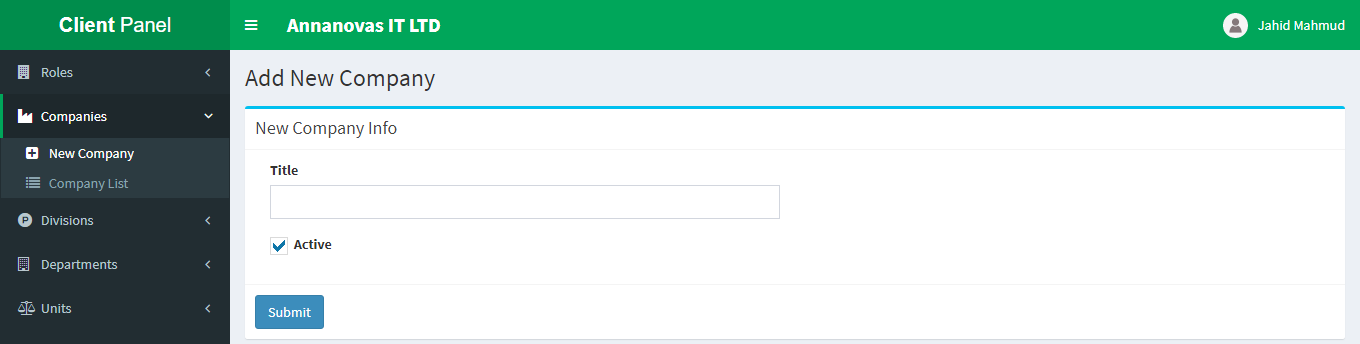 Client Panel
Annanovas IT LTD
Jahid Mahmud
Roles
Companies
New Company
Company List
Divisions
Departments
Units
Add New Company
New Company Info
Title
Active
Submit